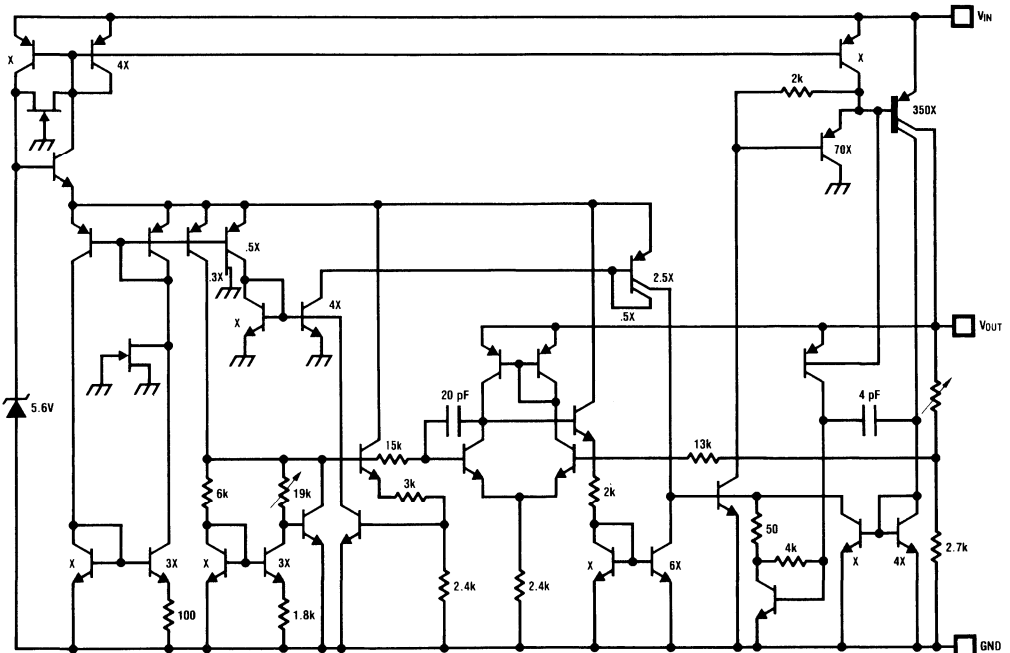 V_IN
X
4X
X
2k
350X
70X
.5X
.3X
2.5X
X
4X
.5X
V_OUT
20 pF
4 pF
5.6V
15k
13k
3k
6k
19k
2k
50
4k
X
3X
X
3X
2.4k
2.4k
X
6X
X
4X
2.7k
100
1.8k
GND